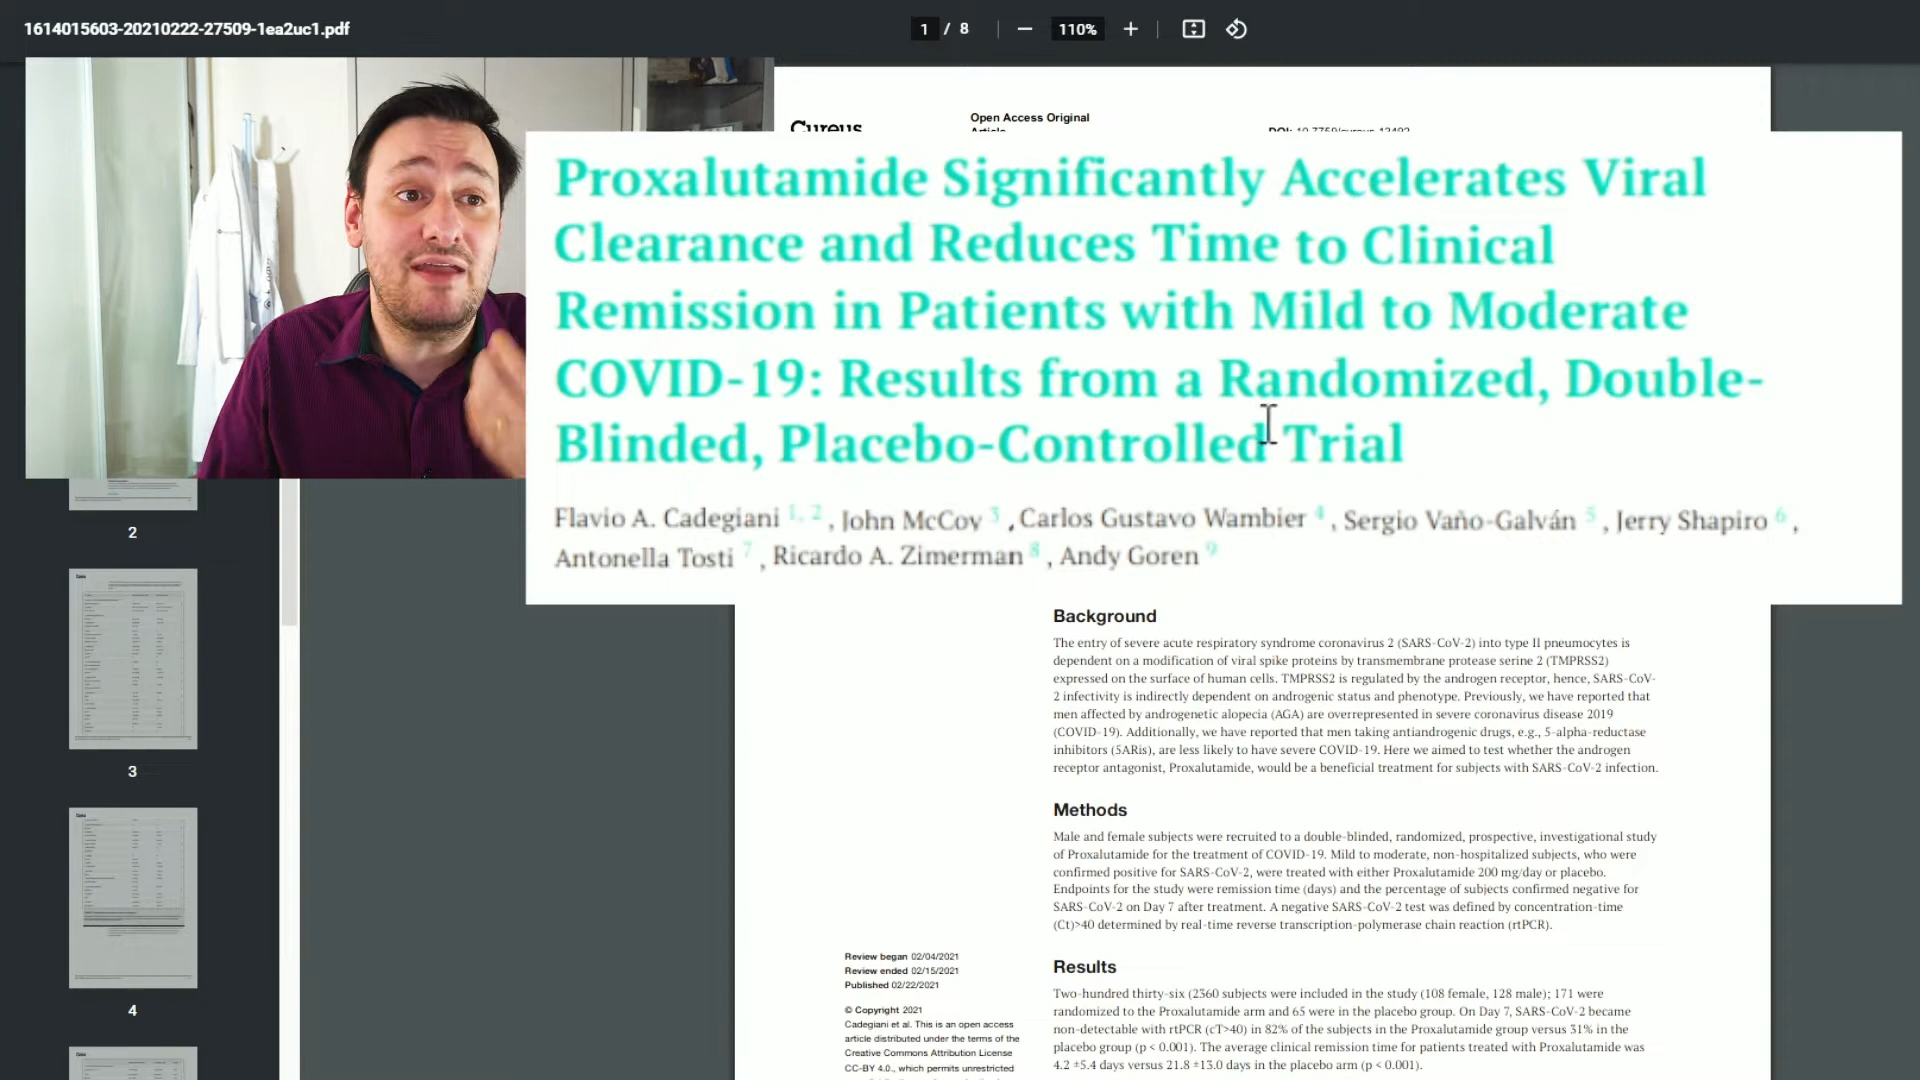 1614015603-20210222-27509-1ea2uc1.pdf
1 / 8
110%
Open Access Original
Proxalutamide Significantly Accelerates Viral
Clearance and Reduces Time to Clinical
Remission in Patients with Mild to Moderate
COVID-19: Results from a Randomized, Double-
Blinded, Placebo-Controlled Trial
Flavio A. Cadegiani 1, 2 , John McCoy 3 , Carlos Gustavo Wambier 4 , Sergio Vaño-Galván 5 , Jerry Shapiro 6 ,
Antonella Tosti 7 , Ricardo A. Zimerman 8 , Andy Goren 9
2
3
4
Background
The entry of severe acute respiratory syndrome coronavirus 2 (SARS-CoV-2) into type II pneumocytes is
dependent on a modification of viral spike proteins by transmembrane protease serine 2 (TMPRSS2)
expressed on the surface of human cells. TMPRSS2 is regulated by the androgen receptor, hence, SARS-CoV-
2 infectivity is indirectly dependent on androgenic status and phenotype. Previously, we have reported that
men affected by androgenetic alopecia (AGA) are overrepresented in severe coronavirus disease 2019
(COVID-19). Additionally, we have reported that men taking antiandrogenic drugs, e.g., 5-alpha-reductase
inhibitors (5ARis), are less likely to have severe COVID-19. Here we aimed to test whether the androgen
receptor antagonist, Proxalutamide, would be a beneficial treatment for subjects with SARS-CoV-2 infection.
Methods
Male and female subjects were recruited to a double-blinded, randomized, prospective, investigational study
of Proxalutamide for the treatment of COVID-19. Mild to moderate, non-hospitalized subjects, who were
confirmed positive for SARS-CoV-2, were treated with either Proxalutamide 200 mg/day or placebo.
Endpoints for the study were remission time (days) and the percentage of subjects confirmed negative for
SARS-CoV-2 on Day 7 after treatment. A negative SARS-CoV-2 test was defined by concentration-time
(Ct)>40 determined by real-time reverse transcription-polymerase chain reaction (rtPCR).
Results
Two-hundred thirty-six (2360 subjects were included in the study (108 female, 128 male); 171 were
randomized to the Proxalutamide arm and 65 were in the placebo group. On Day 7, SARS-CoV-2 became
non-detectable with rtPCR (cT>40) in 82% of the subjects in the Proxalutamide group versus 31% in the
placebo group (p < 0.001). The average clinical remission time for patients treated with Proxalutamide was
4.2 ±5.4 days versus 21.8 ±13.0 days in the placebo arm (p < 0.001).
Review began 02/04/2021
Review ended 02/15/2021
Published 02/22/2021
© Copyright 2021
Cadegiani et al. This is an open access
article distributed under the terms of the
Creative Commons Attribution License
CC-BY 4.0., which permits unrestricted